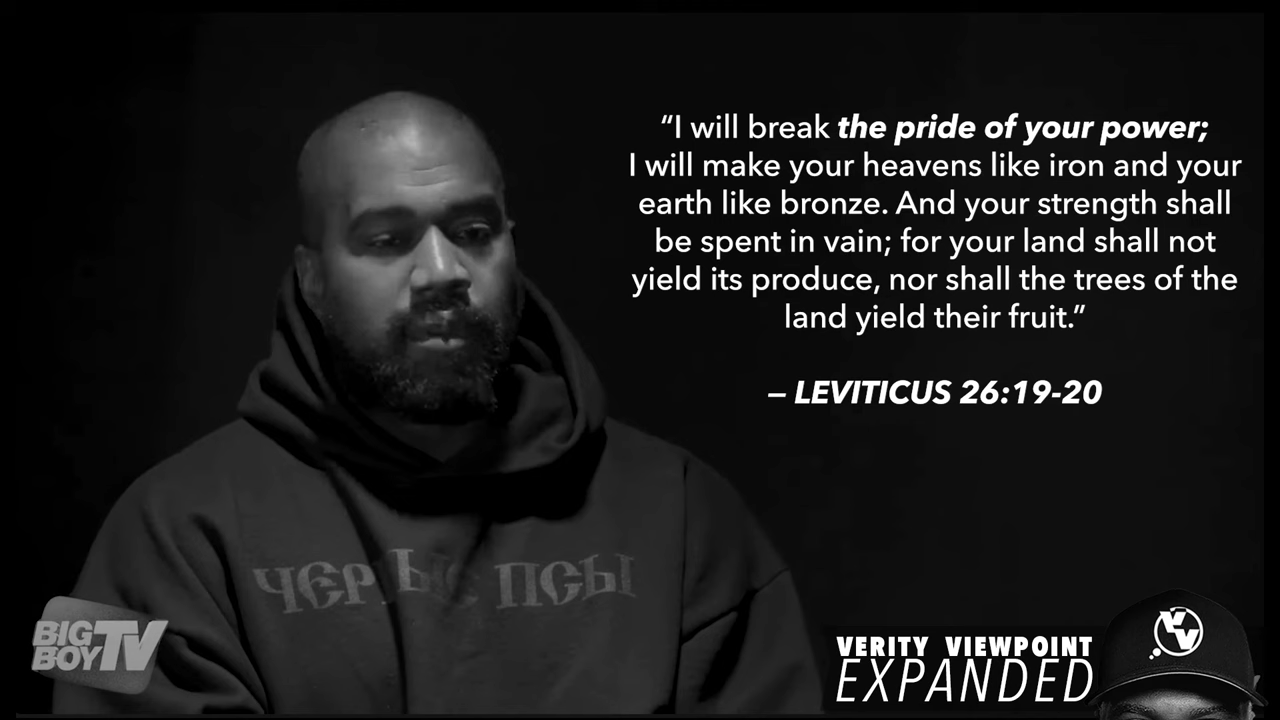 “I will break the pride of your power;
I will make your heavens like iron and your
earth like bronze. And your strength shall
be spent in vain; for your land shall not
yield its produce, nor shall the trees of the
land yield their fruit.”
– LEVITICUS 26:19-20
ПСЫ
BIG
BOY TV
VERITY VIEWPOINT
EXPANDED
VV